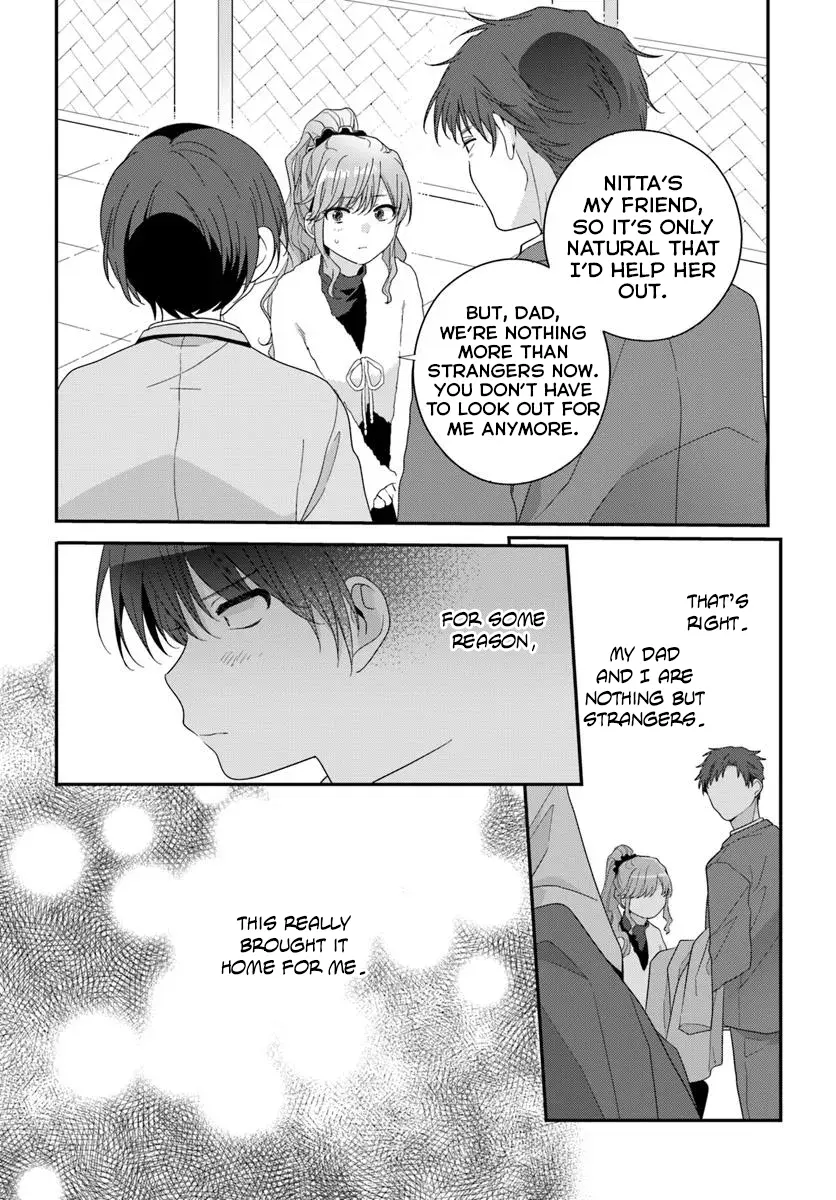 NITTA'S
MY FRIEND,
SO IT'S ONLY
NATURAL THAT
I'D HELP HER
OUT.
BUT, DAD,
WE'RE NOTHING
MORE THAN
STRANGERS NOW.
YOU DON'T HAVE
TO LOOK OUT FOR
ME ANYMORE.
THAT'S
RIGHT.
MY DAD
AND I ARE
NOTHING BUT
STRANGERS.
FOR SOME
REASON,
THIS REALLY
BROUGHT IT
HOME FOR ME.